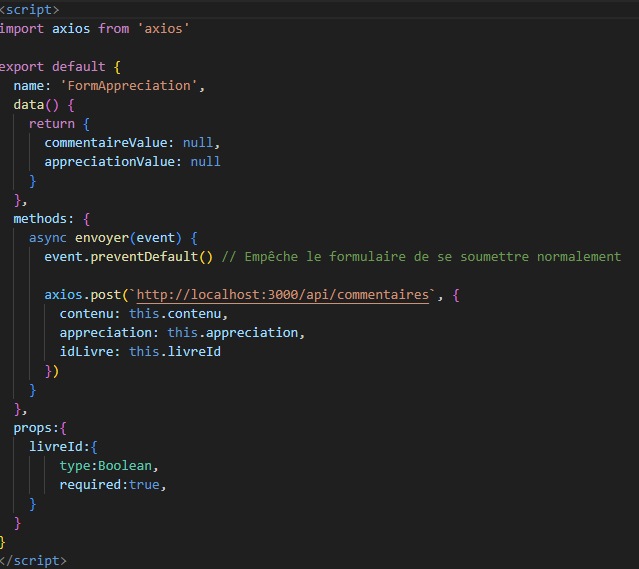 <script>
import axios from 'axios'
export default {
name: 'FormAppreciation',
data() {
return {
commentaireValue: null,
appreciationValue: null
}
},
methods: {
async envoyer(event) {
event.preventDefault() // Empêche le formulaire de se soumettre normalement
axios.post(`http://localhost:3000/api/commentaires`, {
contenu: this.contenu,
appreciation: this.appreciation,
idLivre: this.livreId
})
}
},
props:{
livreId:{
type:Boolean,
required:true,
}
}
}
</script>